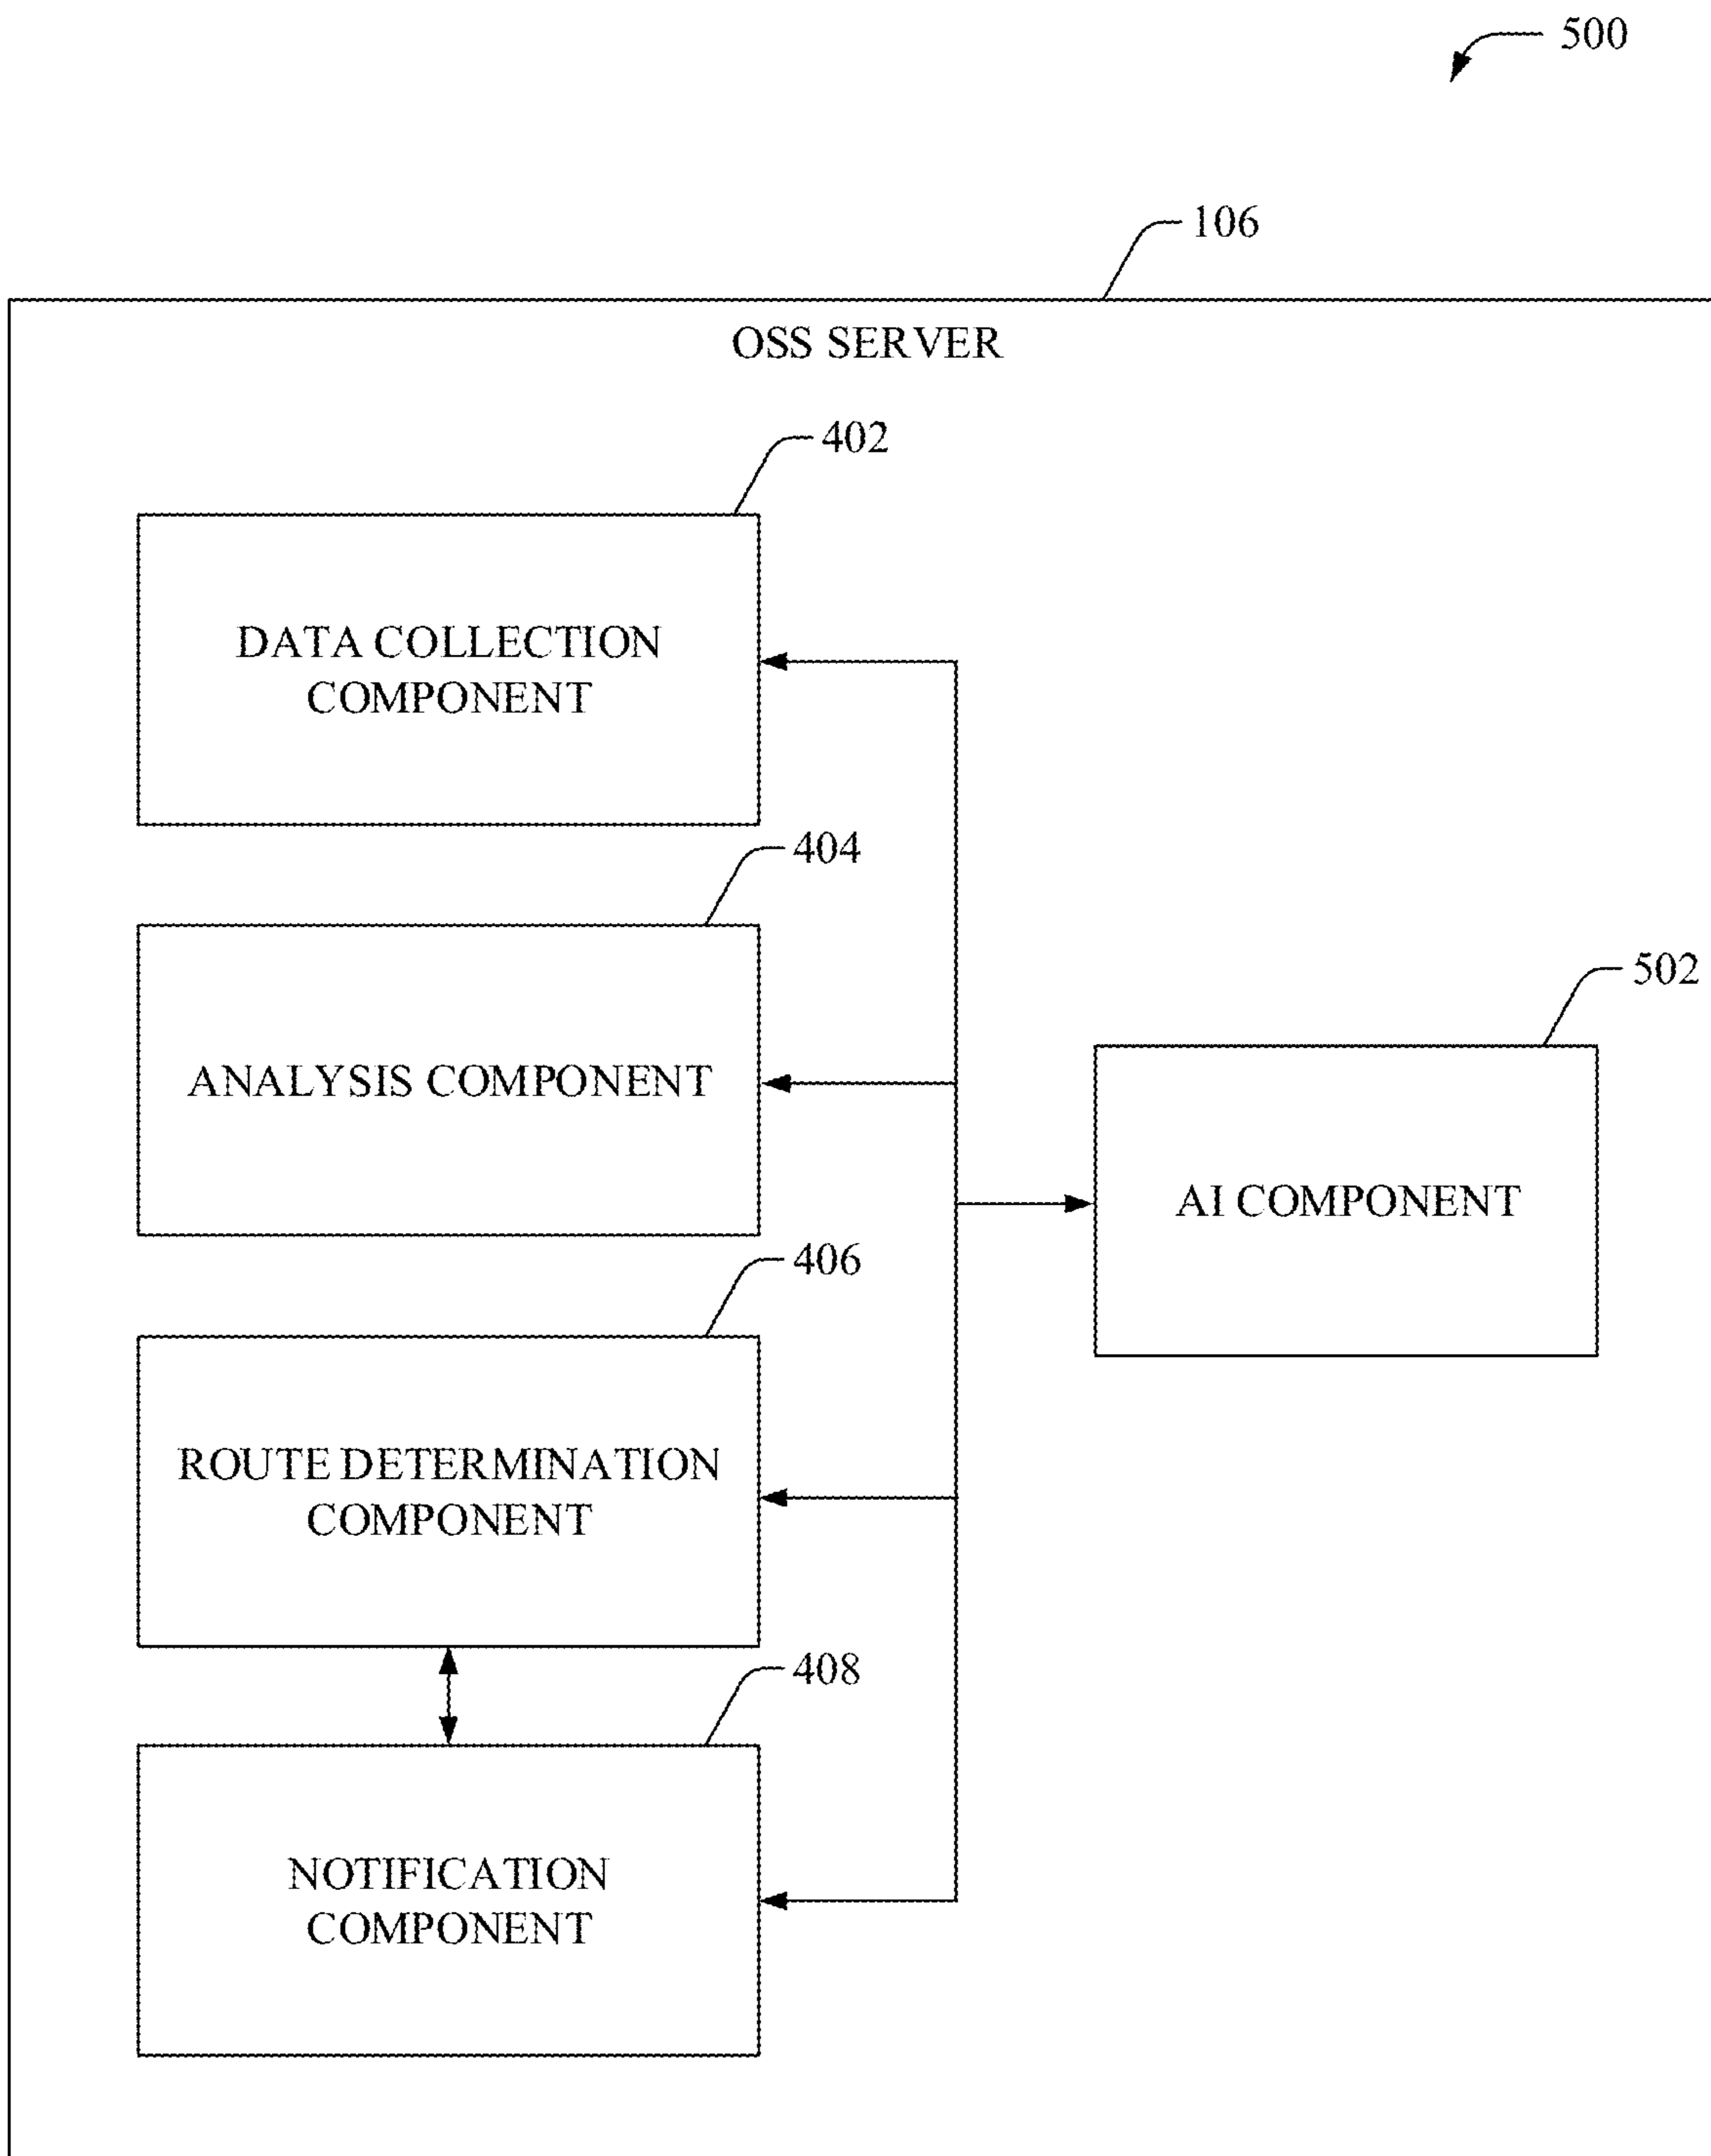 500
106
OSS SERVER
402
DATA COLLECTION
COMPONENT
404
ANALYSIS COMPONENT
502
AI COMPONENT
406
ROUTE DETERMINATION
COMPONENT
408
NOTIFICATION
COMPONENT